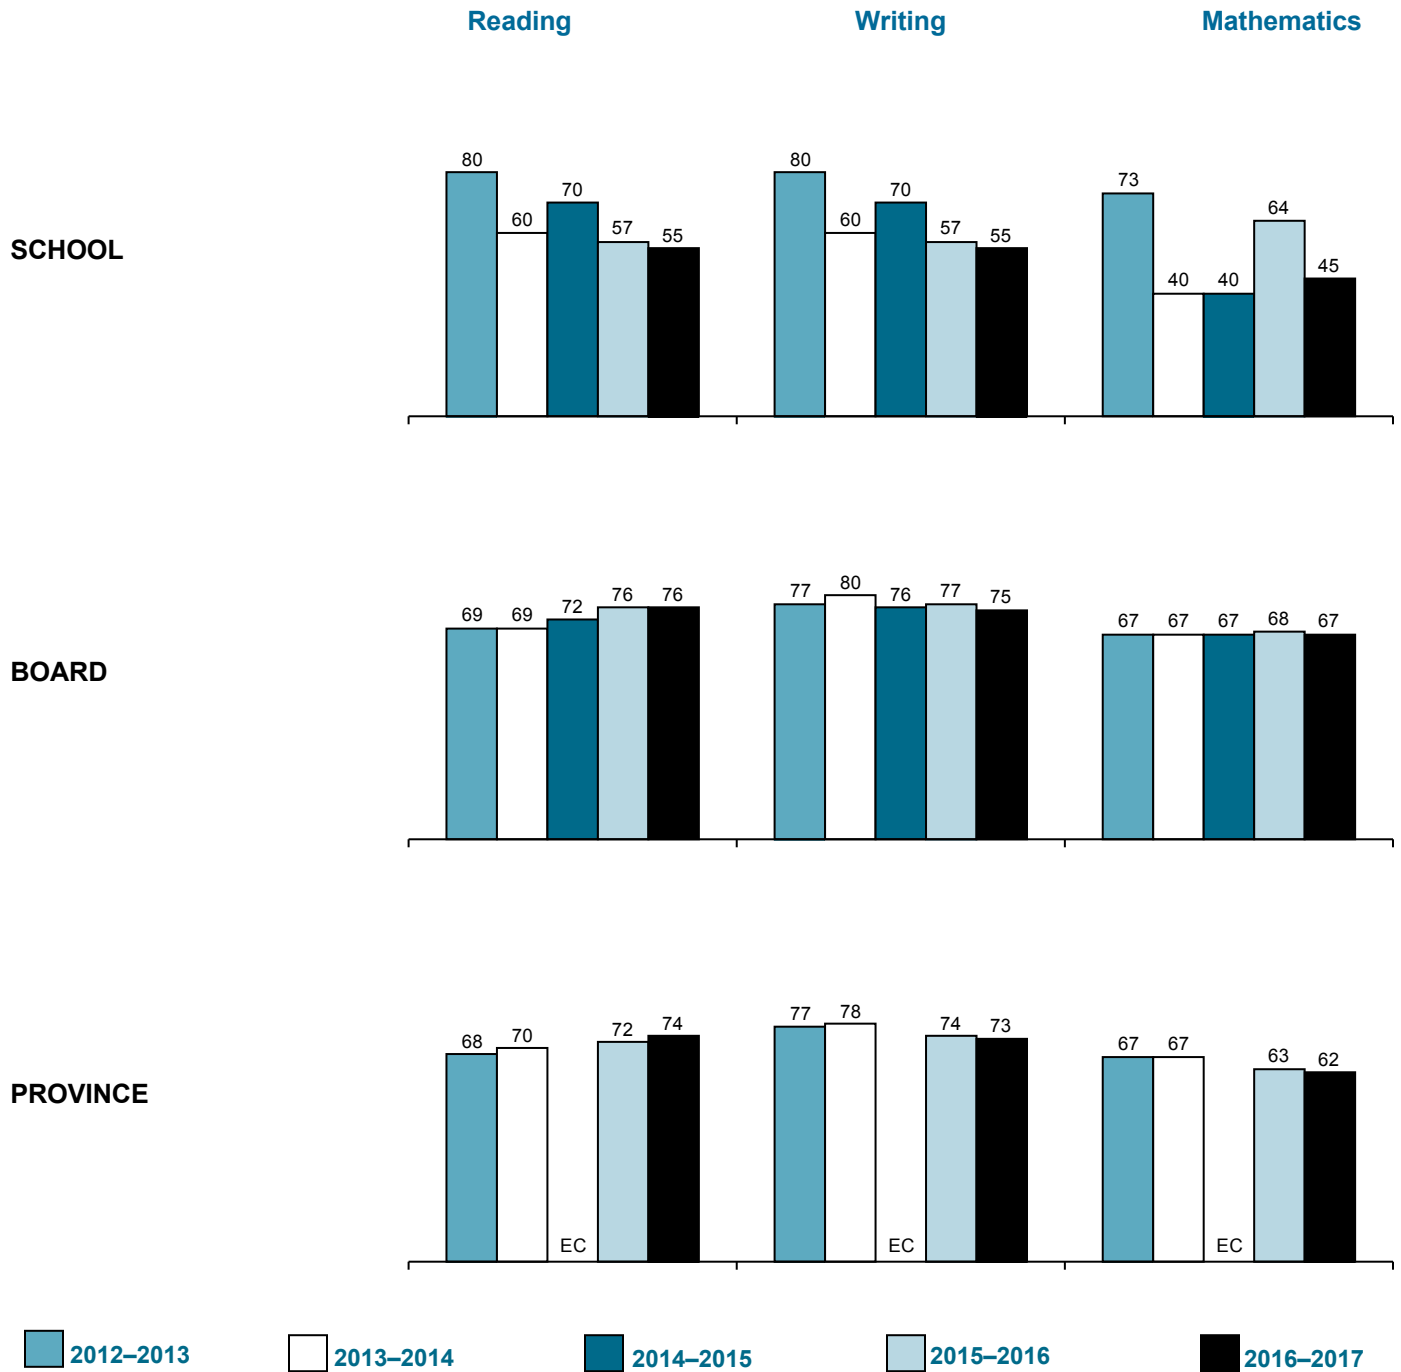 Reading Writing Mathematics
SCHOOL
80 60 70 57 55
80 60 70 57 55
73 40 40 64 45
BOARD
69 69 72 76 76
77 80 76 77 75
67 67 67 68 67
PROVINCE
68 70 EC 72 74
77 78 EC 74 73
67 67 EC 63 62
2012–2013 2013–2014 2014–2015 2015–2016 2016–2017